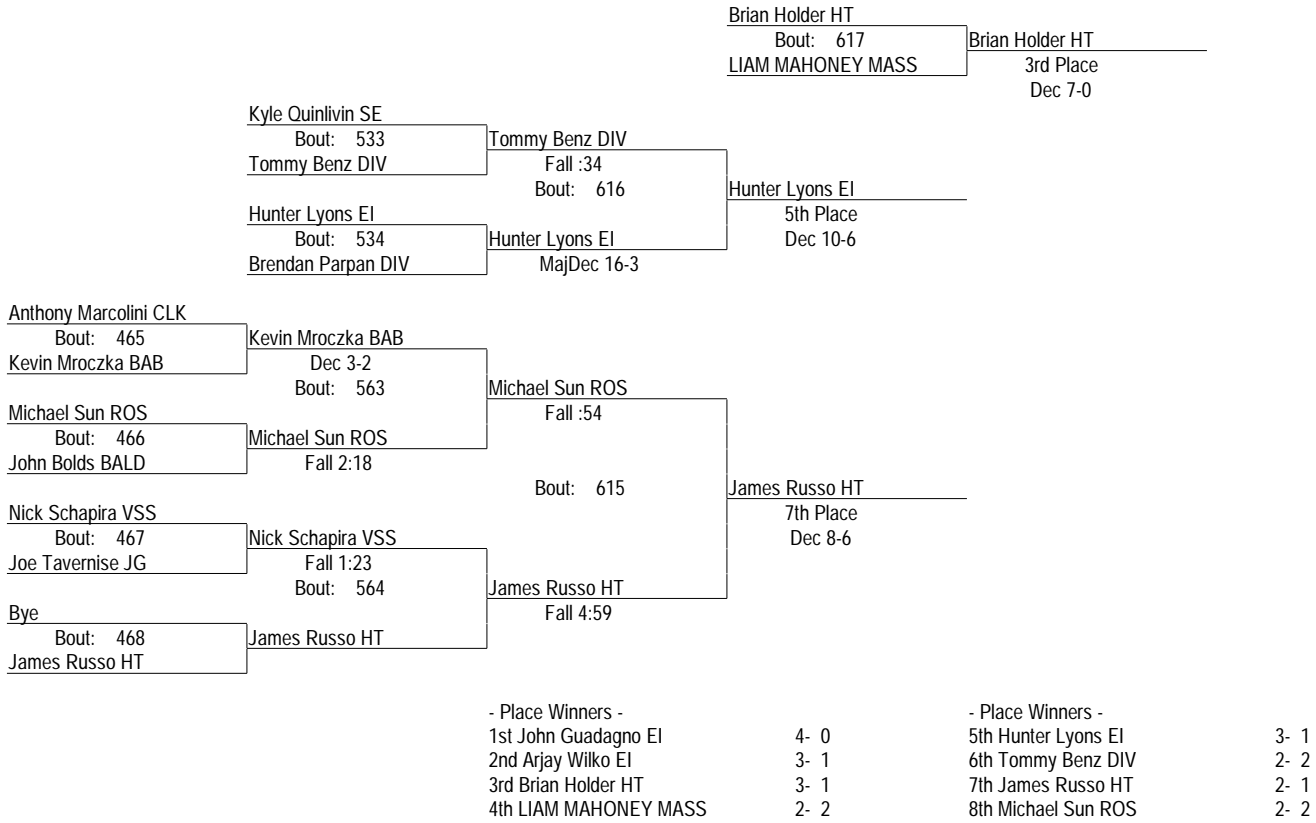 Brian Holder HT
Bout: 617 Brian Holder HT
LIAM MAHONEY MASS 3rd Place
Dec 7-0
Kyle Quinlivin SE
Bout: 533 Tommy Benz DIV
Tommy Benz DIV Fall :34
Bout: 616 Hunter Lyons EI
Hunter Lyons EI 5th Place
Bout: 534 Hunter Lyons EI Dec 10-6
Brendan Parpan DIV MajDec 16-3
Anthony Marcolini CLK
Bout: 465 Kevin Mroczka BAB
Kevin Mroczka BAB Dec 3-2
Bout: 563 Michael Sun ROS
Michael Sun ROS Fall :54
Bout: 466 Michael Sun ROS
John Bolds BALD Fall 2:18
Bout: 615 James Russo HT
Nick Schapira VSS 7th Place
Bout: 467 Nick Schapira VSS Dec 8-6
Joe Tavernise JG Fall 1:23
Bout: 564 James Russo HT
Bye Fall 4:59
Bout: 468 James Russo HT
James Russo HT
- Place Winners - - Place Winners -
1st John Guadagno EI 4- 0 5th Hunter Lyons EI 3- 1
2nd Arjay Wilko EI 3- 1 6th Tommy Benz DIV 2- 2
3rd Brian Holder HT 3- 1 7th James Russo HT 2- 1
4th LIAM MAHONEY MASS 2- 2 8th Michael Sun ROS 2- 2